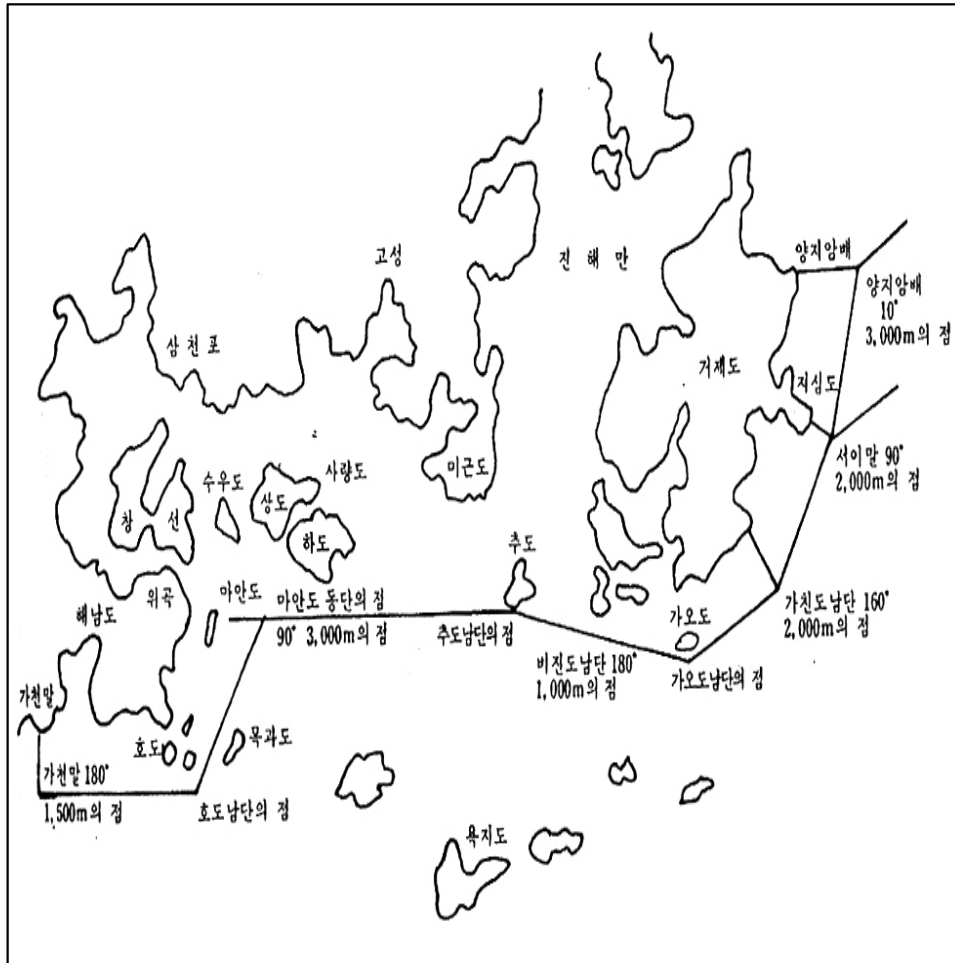 고성
진해만
양지암배
양지암배
10°
3,000m의 점
삼천포
거제도
지심도
서이말 90°
2,000m의 점
미근도
사량도
수우도
상도
창선
하도
추도
마안도
마안도 동단의 점
90° 3,000m의 점
위곡
해남도
추도남단의 점
가오도
가친도남단 160°
2,000m의 점
비진도남단 180°
1,000m의 점
가오도남단의 점
가천말
호도
목과도
가천말 180°
1,500m의 점
호도남단의 점
욕지도